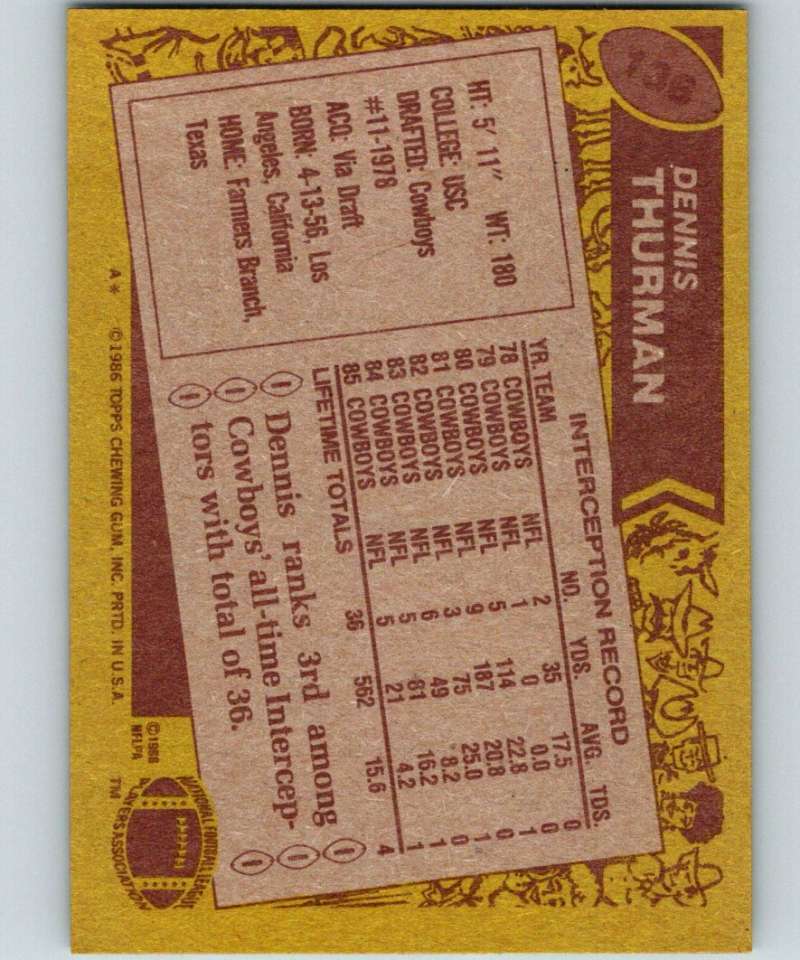 136
DENNIS
THURMAN
HT: 5' 11" WT: 180
COLLEGE: USC
DRAFTED: Cowboys
#11-1978
ACQ: Via Draft
BORN: 4-13-56, Los
Angeles, California
HOME: Farmers Branch,
Texas
INTERCEPTION RECORD
YR. TEAM NO. YDS. AVG. TDS.
78 COWBOYS NFL 2 35 17.5 0
79 COWBOYS NFL 1 0 0.0 0
80 COWBOYS NFL 5 114 22.8 1
81 COWBOYS NFL 9 187 20.8 0
82 COWBOYS NFL 3 75 25.0 1
83 COWBOYS NFL 6 49 8.2 0
84 COWBOYS NFL 5 81 16.2 1
85 COWBOYS NFL 5 21 4.2 1
LIFETIME TOTALS 36 562 15.6 4
Dennis ranks 3rd among
Cowboys' all-time Intercep-
tors with total of 36.
A* ©1986 TOPPS CHEWING GUM, INC. PRTD. IN U.S.A.
©1986
NFLPA
NATIONAL FOOTBALL LEAGUE
PLAYERS ASSOCIATION
TM